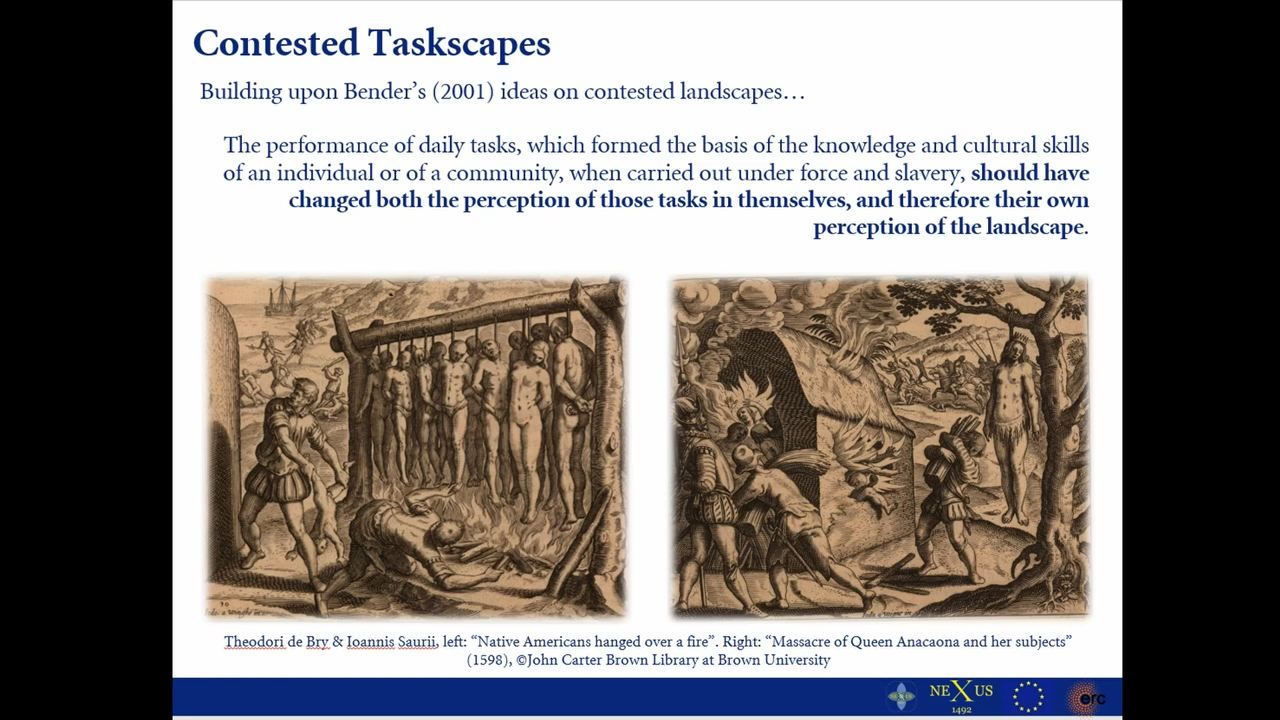 Contested Taskscapes
Building upon Bender's (2001) ideas on contested landscapes…
The performance of daily tasks, which formed the basis of the knowledge and cultural skills
of an individual or of a community, when carried out under force and slavery, should have
changed both the perception of those tasks in themselves, and therefore their own
perception of the landscape.
Theodori de Bry & Ioannis Saurii, left: “Native Americans hanged over a fire”. Right: “Massacre of Queen Anacaona and her subjects”
(1598), ©John Carter Brown Library at Brown University
NEXUS
1492
erc